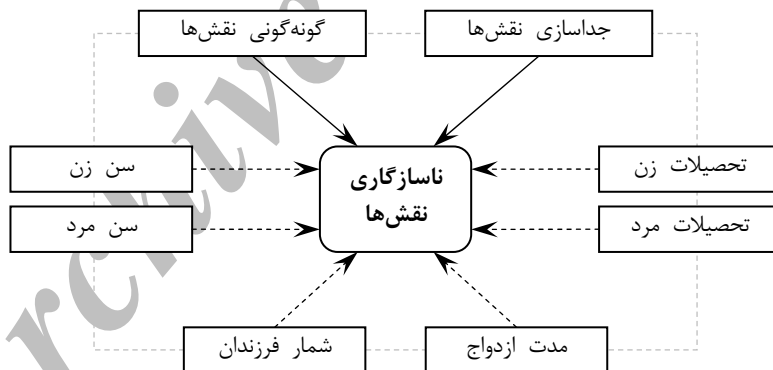 جداسازی نقش‌ها
گونه‌گونی نقش‌ها
تحصیلات زن
ناسازگاری
نقش‌ها
سن زن
تحصیلات مرد
سن مرد
مدت ازدواج
شمار فرزندان
rchive